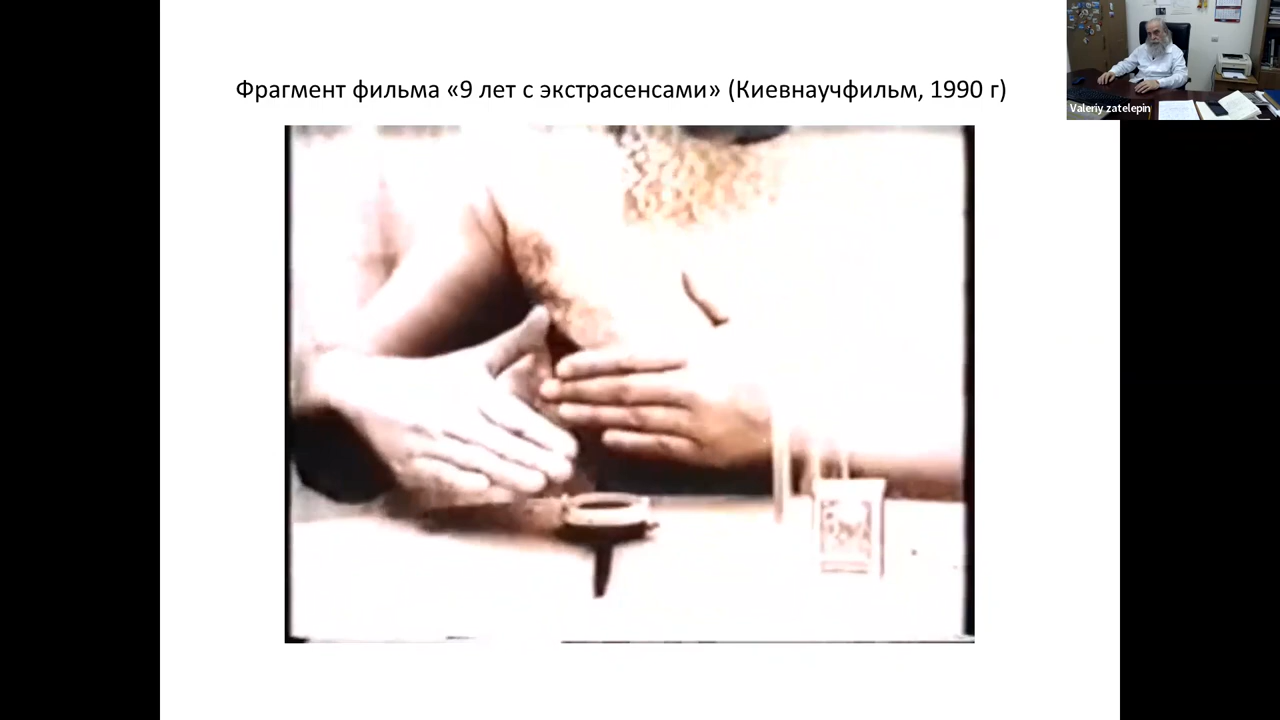 Фрагмент фильма «9 лет с экстрасенсами» (Киевнаучфильм, 1990 г)
Valeriy zatelepin